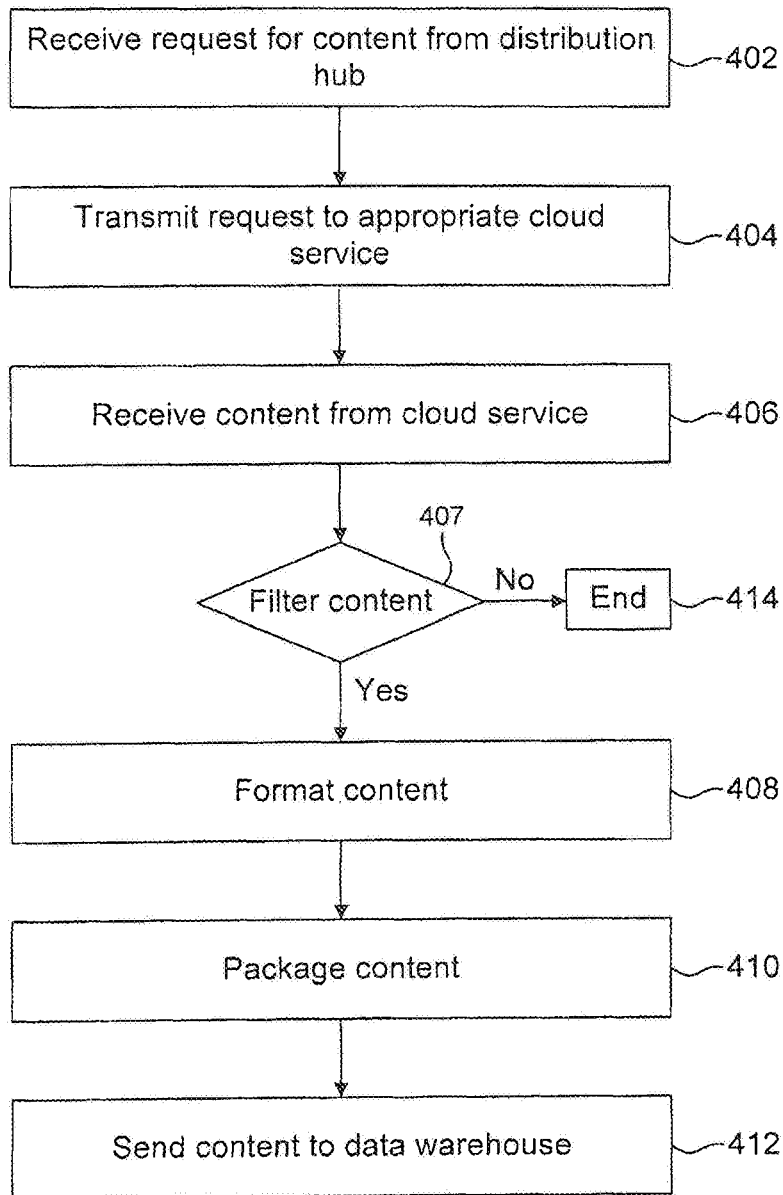 Receive request for content from distribution
hub
402
Transmit request to appropriate cloud
service
404
Receive content from cloud service
406
407
Filter content
No
End
414
Yes
Format content
408
Package content
410
Send content to data warehouse
412